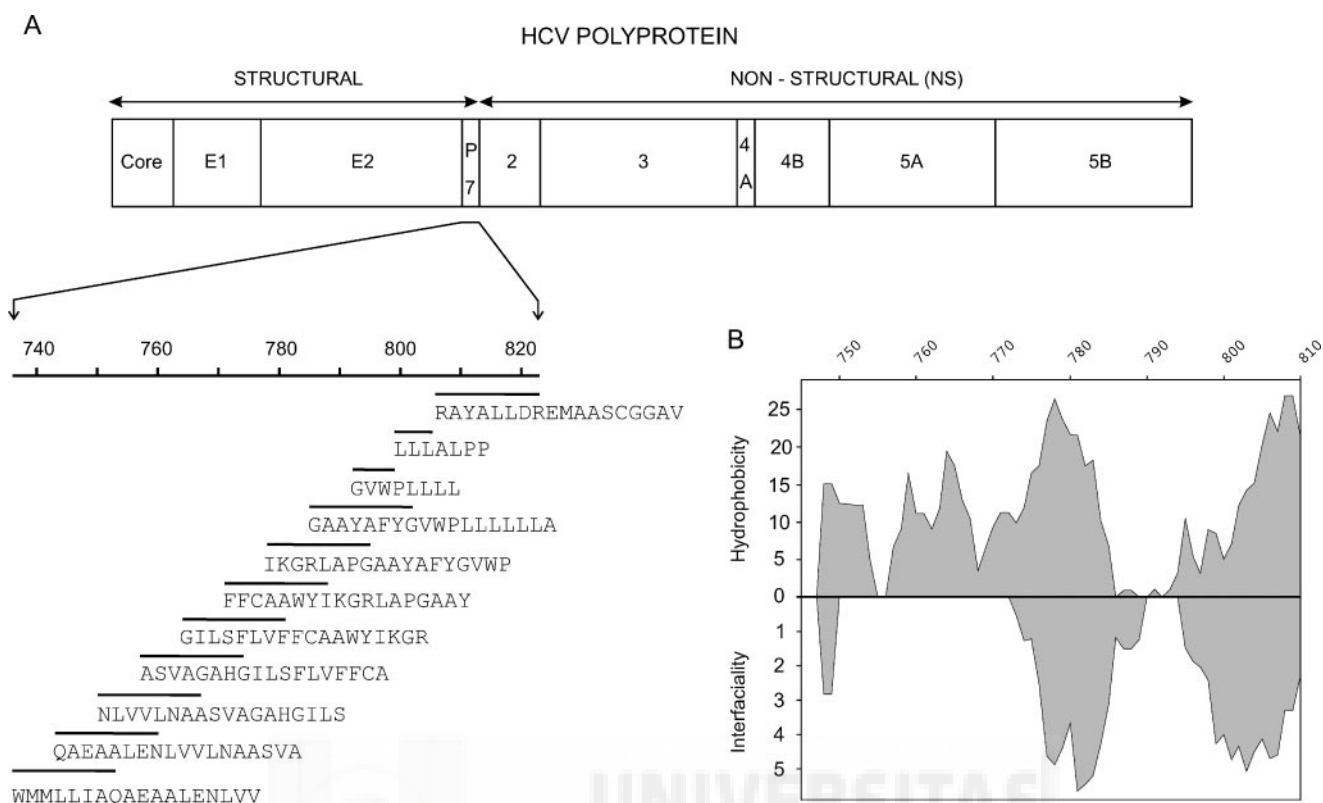 A
HCV POLYPROTEIN
STRUCTURAL
NON - STRUCTURAL (NS)
Core
E1
E2
P
7
2
3
4
A
4B
5A
5B
740 760 780 800 820
RAYALLDREMAASCGGAV
LLLALPP
GVWPLLLL
GAAYAFYGVWPLLLLLLA
IKGRLAPGAAYAFYGVWP
FFCAAWYIKGRLAPGAAY
GILSFLVFFCAAWYIKGR
ASVAGAHGILSFLVFFCA
NLVVLNAASVAGAHGILS
QAEAALENLVVLNAASVA
WMMLLIAQAEAALENLVV
B
750 760 770 780 790 800 810
Hydrophobicity
25
20
15
10
5
0
Interfaciality
1
2
3
4
5
UNIVERSITAS